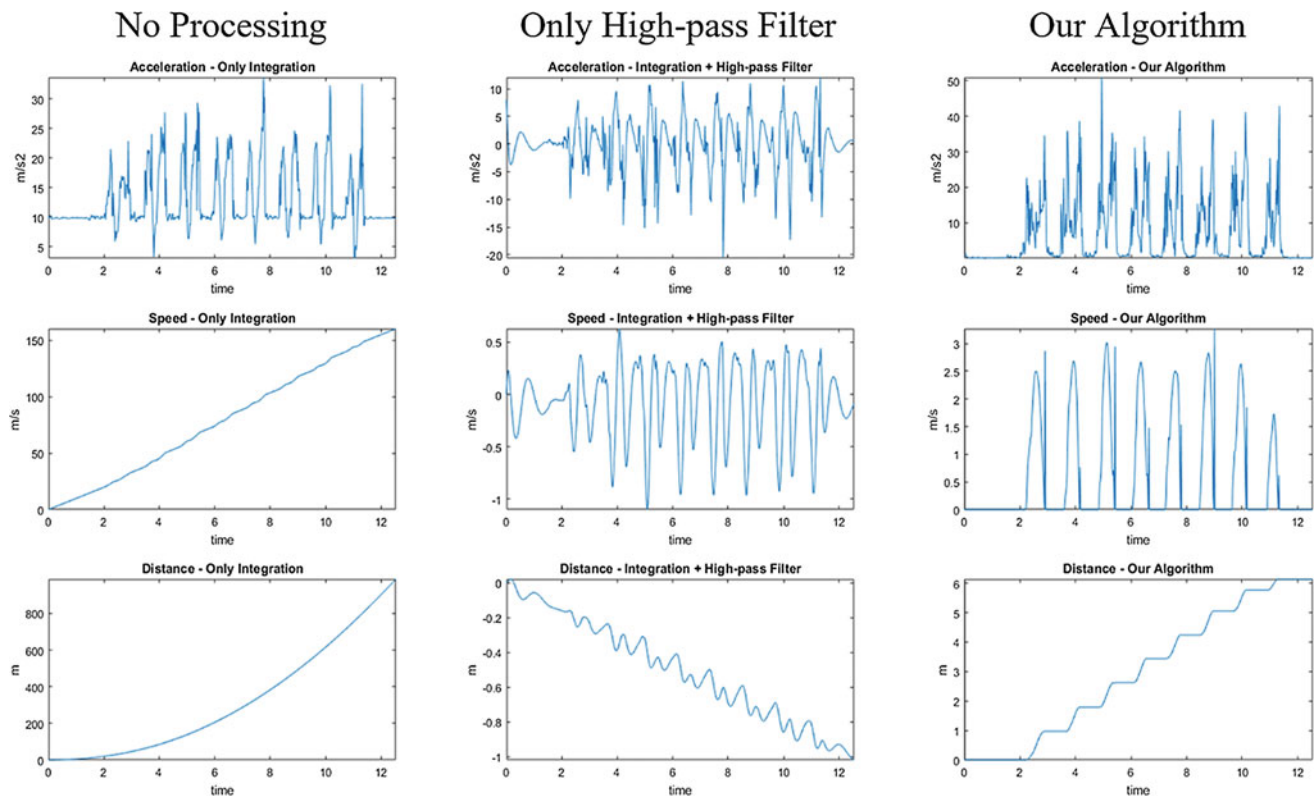 No Processing
Only High-pass Filter
Our Algorithm
Acceleration - Only Integration
30
25
20
15
10
5
m/s2
0 2 4 6 8 10 12
time
Acceleration - Integration + High-pass Filter
10
5
0
-5
-10
-15
-20
m/s2
0 2 4 6 8 10 12
time
Acceleration - Our Algorithm
50
40
30
20
10
m/s2
0 2 4 6 8 10 12
time
Speed - Only Integration
150
100
50
0
m/s
0 2 4 6 8 10 12
time
Speed - Integration + High-pass Filter
0.5
0
-0.5
-1
m/s
0 2 4 6 8 10 12
time
Speed - Our Algorithm
3
2.5
2
1.5
1
0.5
0
m/s
0 2 4 6 8 10 12
time
Distance - Only Integration
800
600
400
200
0
m
0 2 4 6 8 10 12
time
Distance - Integration + High-pass Filter
0
-0.2
-0.4
-0.6
-0.8
-1
m
0 2 4 6 8 10 12
time
Distance - Our Algorithm
6
5
4
3
2
1
0
m
0 2 4 6 8 10 12
time